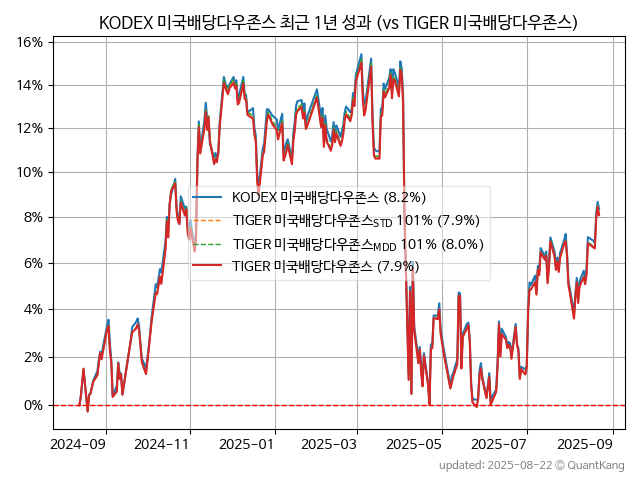 KODEX 미국배당다우존스 최근 1년 성과 (vs TIGER 미국배당다우존스)
16%
14%
12%
10%
8%
6%
4%
2%
0%
KODEX 미국배당다우존스 (8.2%)
TIGER 미국배당다우존스STD 101% (7.9%)
TIGER 미국배당다우존스MDD 101% (8.0%)
TIGER 미국배당다우존스 (7.9%)
2024-09 2024-11 2025-01 2025-03 2025-05 2025-07 2025-09
updated: 2025-08-22 © QuantKang